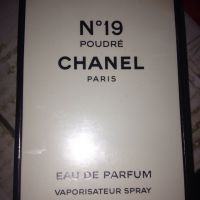 N°19
POUDRÉ
CHANEL
PARIS
EAU DE PARFUM
VAPORISATEUR SPRAY